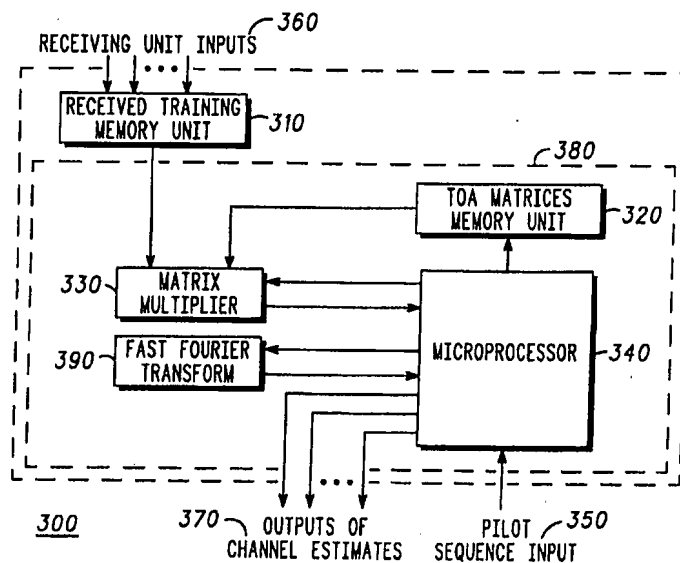 360
RECEIVING UNIT INPUTS
RECEIVED TRAINING
MEMORY UNIT
310
380
TOA MATRICES
MEMORY UNIT
320
330
MATRIX
MULTIPLIER
390
FAST FOURIER
TRANSFORM
MICROPROCESSOR
340
300
370
OUTPUTS OF
CHANNEL ESTIMATES
PILOT
SEQUENCE INPUT
350